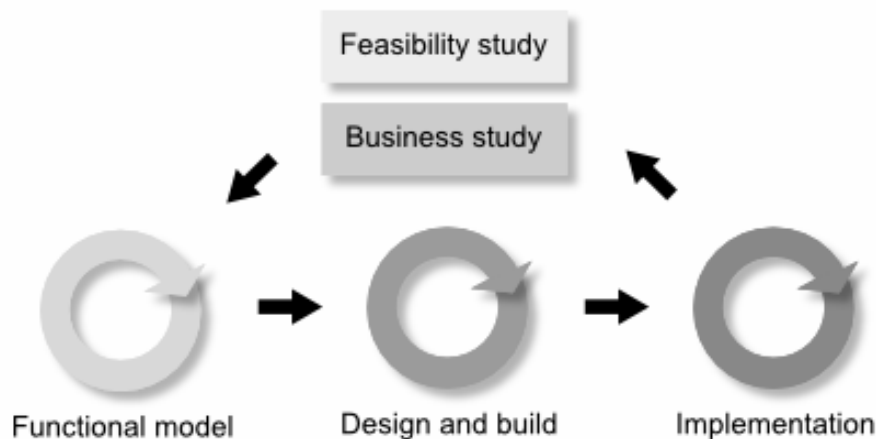 Feasibility study
Business study
Functional model
Design and build
Implementation